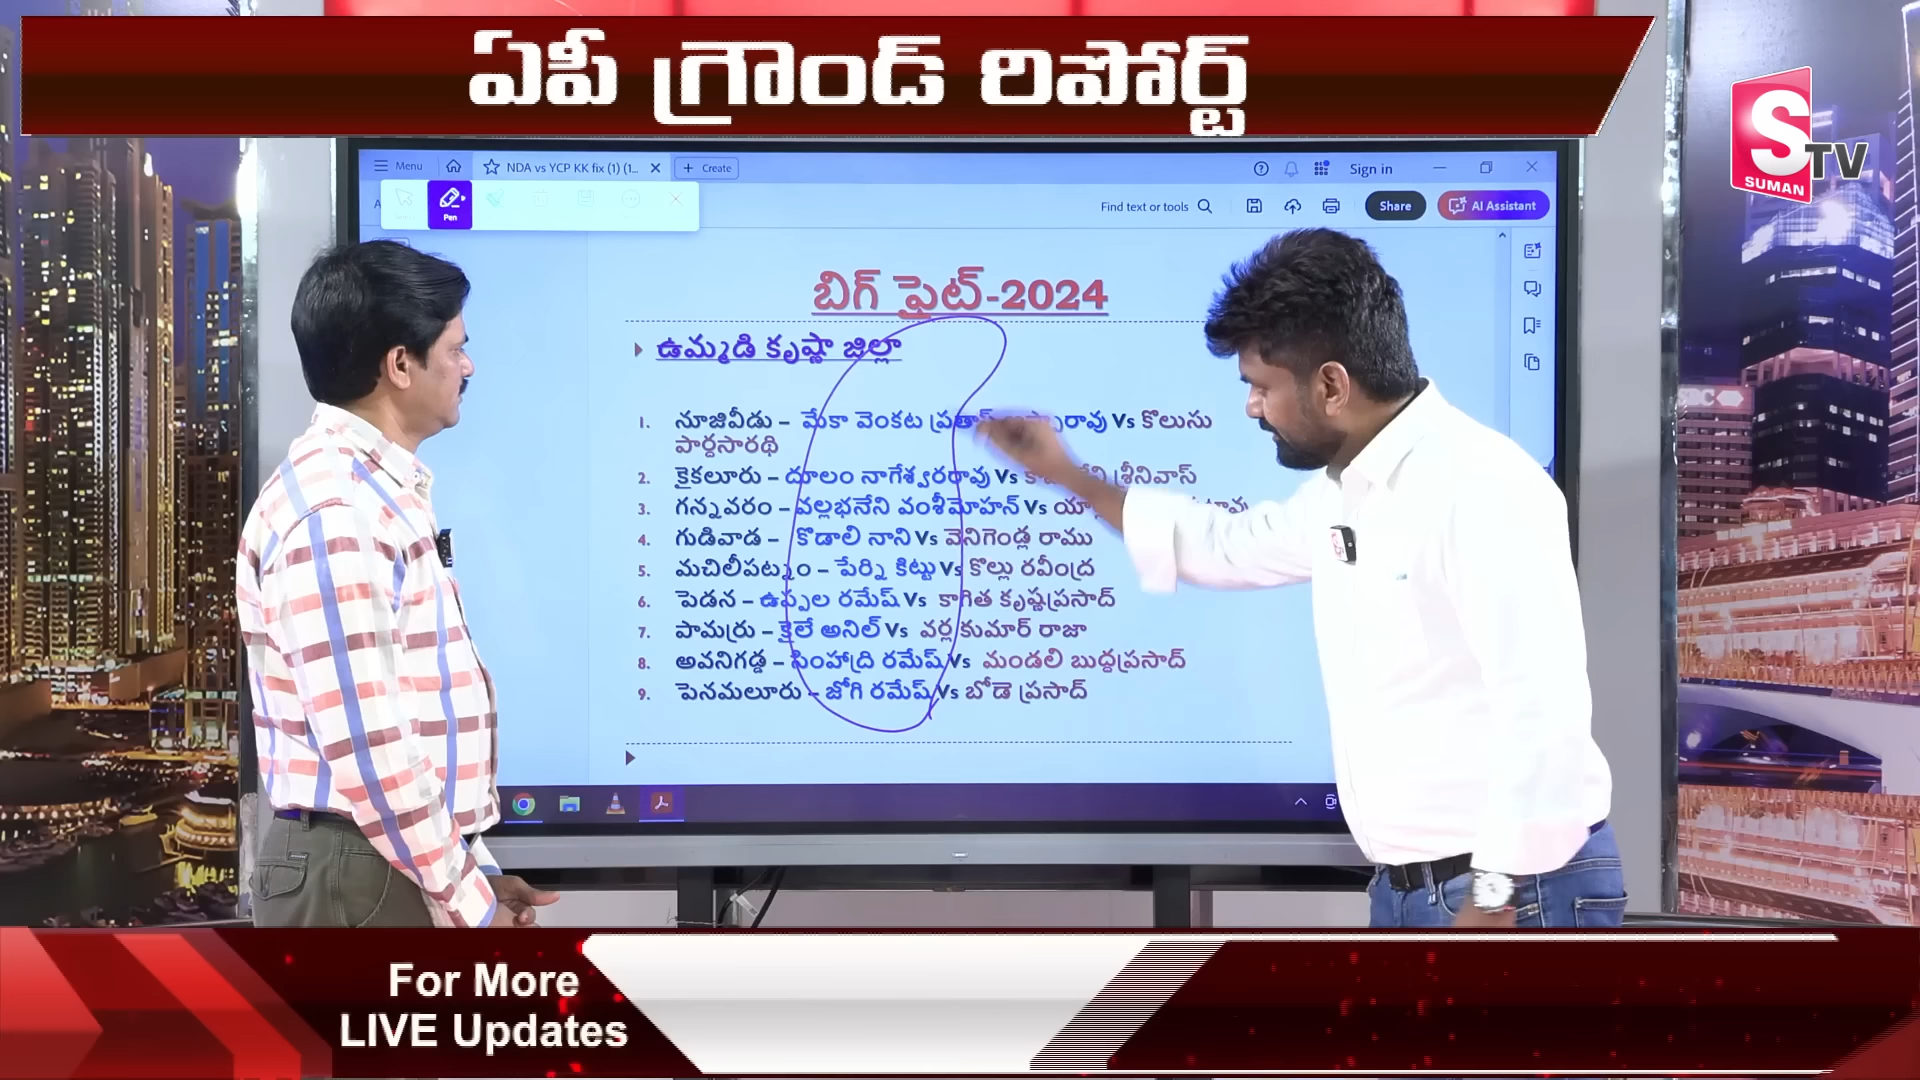 ఏపీ గ్రౌండ్ రిపోర్ట్
S TV
SUMAN
Menu
NDA vs YCP KK fix (1) (1...
Create
Sign in
Pen
Find text or tools
Share
AI Assistant
బిగ్ ఫైట్-2024
ఉమ్మడి కృష్ణా జిల్లా
1. నూజివీడు – మేకా వెంకట ప్రతాప్ Vs కొలుసు
పార్థసారథి
2. కైకలూరు – దూలం నాగేశ్వరరావు Vs శ్రీనివాస్
3. గన్నవరం – వల్లభనేని వంశీమోహన్ Vs
4. గుడివాడ – కొడాలి నాని Vs వెనిగెండ్ల రాము
5. మచిలీపట్నం – పేర్ని కిట్టు Vs కొల్లు రవీంద్ర
6. పెడన – ఉప్పల రమేష్ Vs కాగిత కృష్ణప్రసాద్
7. పామర్రు – కైలే అనిల్ Vs వర్ల కుమార్ రాజా
8. అవనిగడ్డ – సింహాద్రి రమేష్ Vs మండలి బుద్ధప్రసాద్
9. పెనమలూరు – జోగి రమేష్ Vs బోడె ప్రసాద్
For More
LIVE Updates